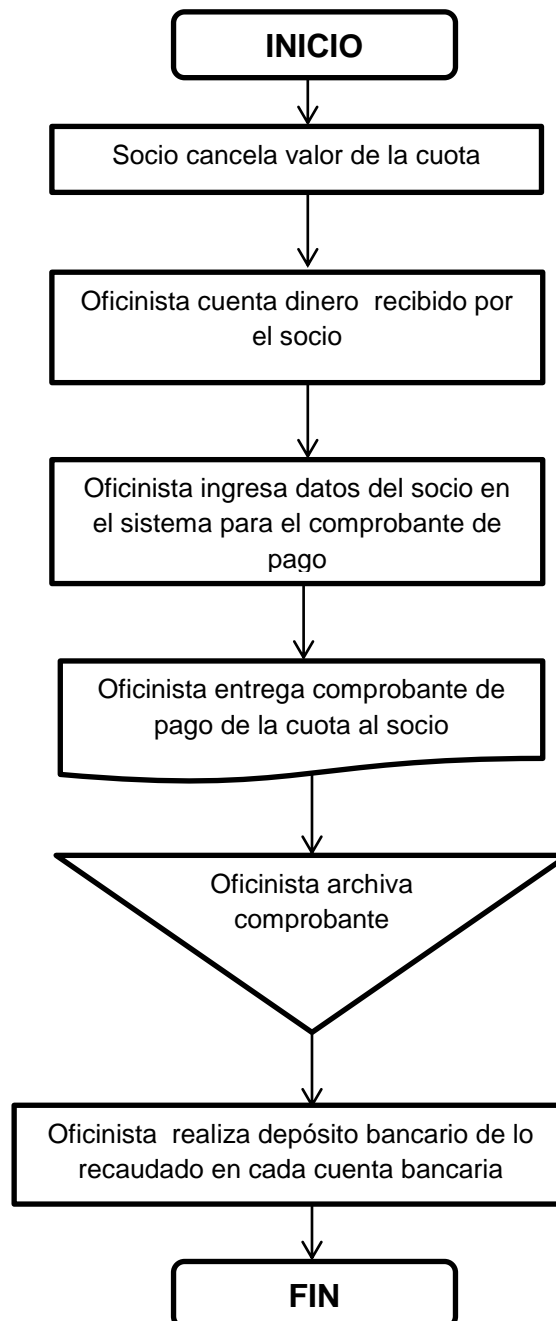 INICIO
Socio cancela valor de la cuota
Oficinista cuenta dinero  recibido por
el socio
Oficinista ingresa datos del socio en
el sistema para el comprobante de
pago
Oficinista entrega comprobante de
pago de la cuota al socio
Oficinista archiva
comprobante
Oficinista  realiza depósito bancario de lo
recaudado en cada cuenta bancaria
FIN